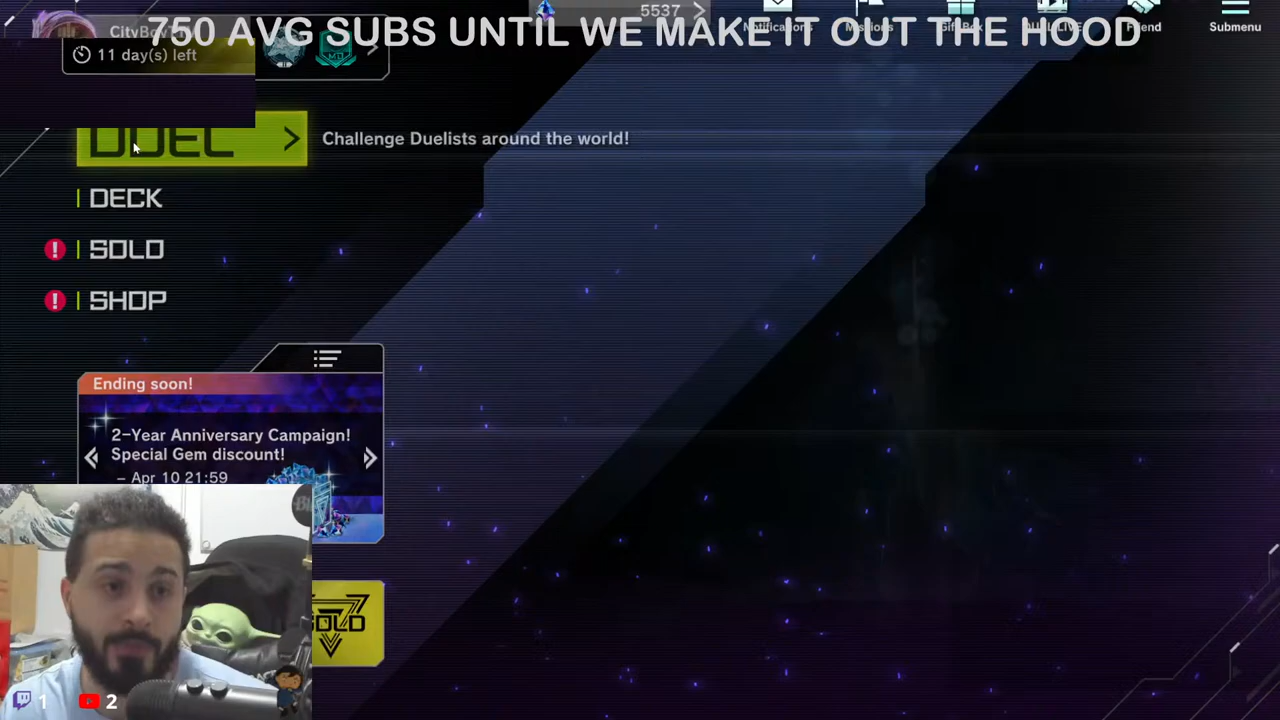 750 AVG SUBS UNTIL WE MAKE IT OUT THE HOOD
CityBoy
5537
Submenu
11 day(s) left
DUEL
Challenge Duelists around the world!
DECK
SOLO
SHOP
Ending soon!
2-Year Anniversary Campaign!
Special Gem discount!
- Apr 10 21:59
SOLO
1
2